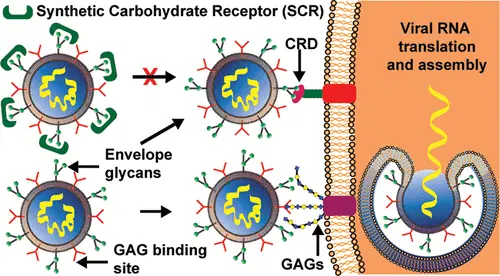 Synthetic Carbohydrate Receptor (SCR)
CRD
Viral RNA
translation
and assembly
Envelope
glycans
GAG binding
site
GAGs